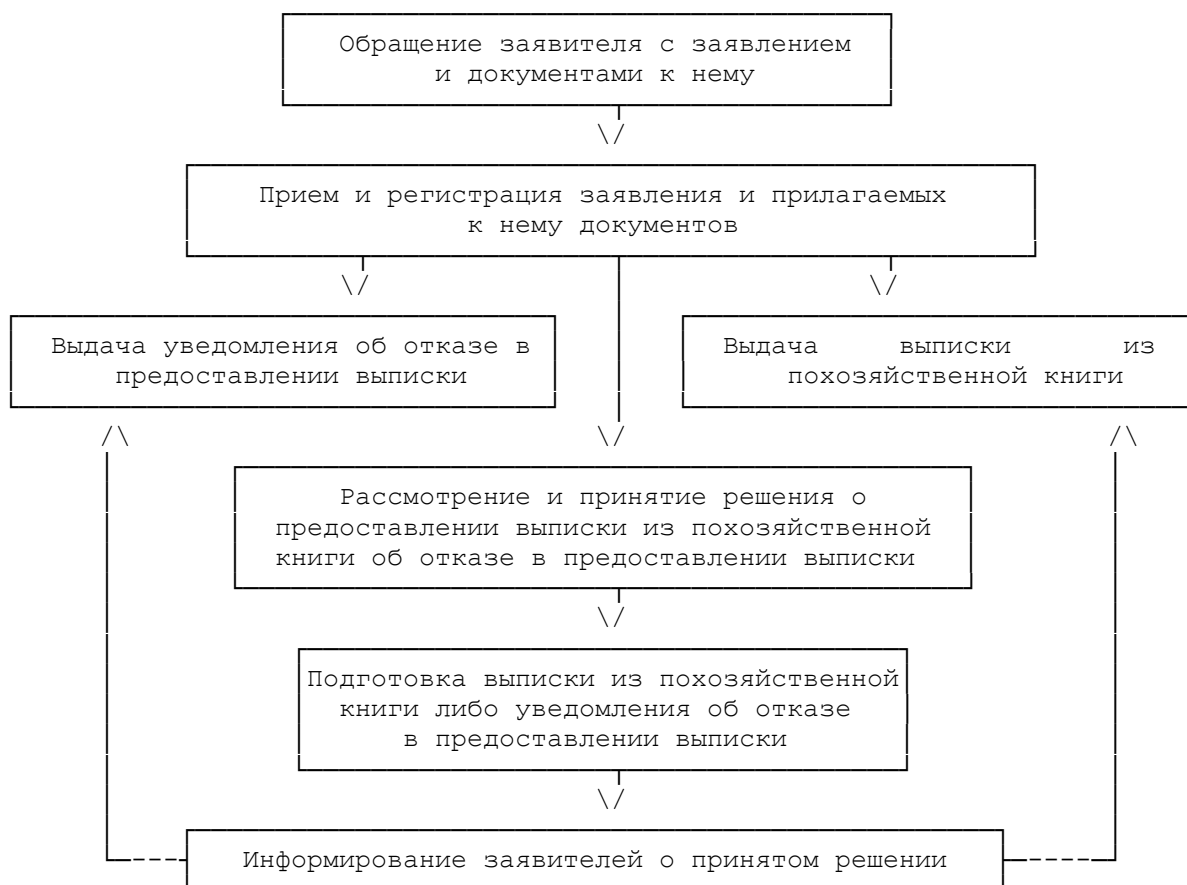 Обращение заявителя с заявлением
и документами к нему
Прием и регистрация заявления и прилагаемых
к нему документов
Выдача уведомления об отказе в
предоставлении выписки
Выдача выписки из
похозяйственной книги
Рассмотрение и принятие решения о
предоставлении выписки из похозяйственной
книги об отказе в предоставлении выписки
Подготовка выписки из похозяйственной
книги либо уведомления об отказе
в предоставлении выписки
Информирование заявителей о принятом решении